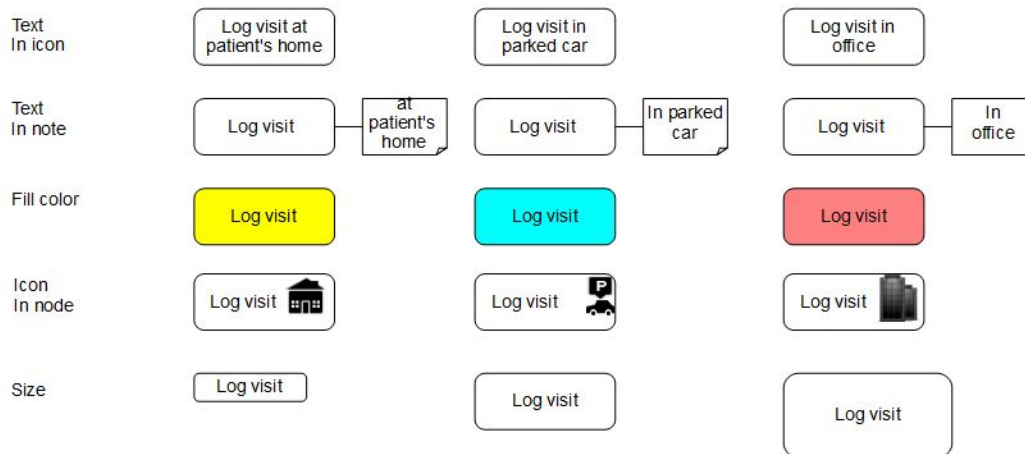 Text
In icon
Log visit at
patient's home
Log visit in
parked car
Log visit in
office
Text
In note
Log visit
at
patient's
home
Log visit
In parked
car
Log visit
In
office
Fill color
Log visit
Log visit
Log visit
Icon
In node
Log visit
Log visit
P
Log visit
Size
Log visit
Log visit
Log visit